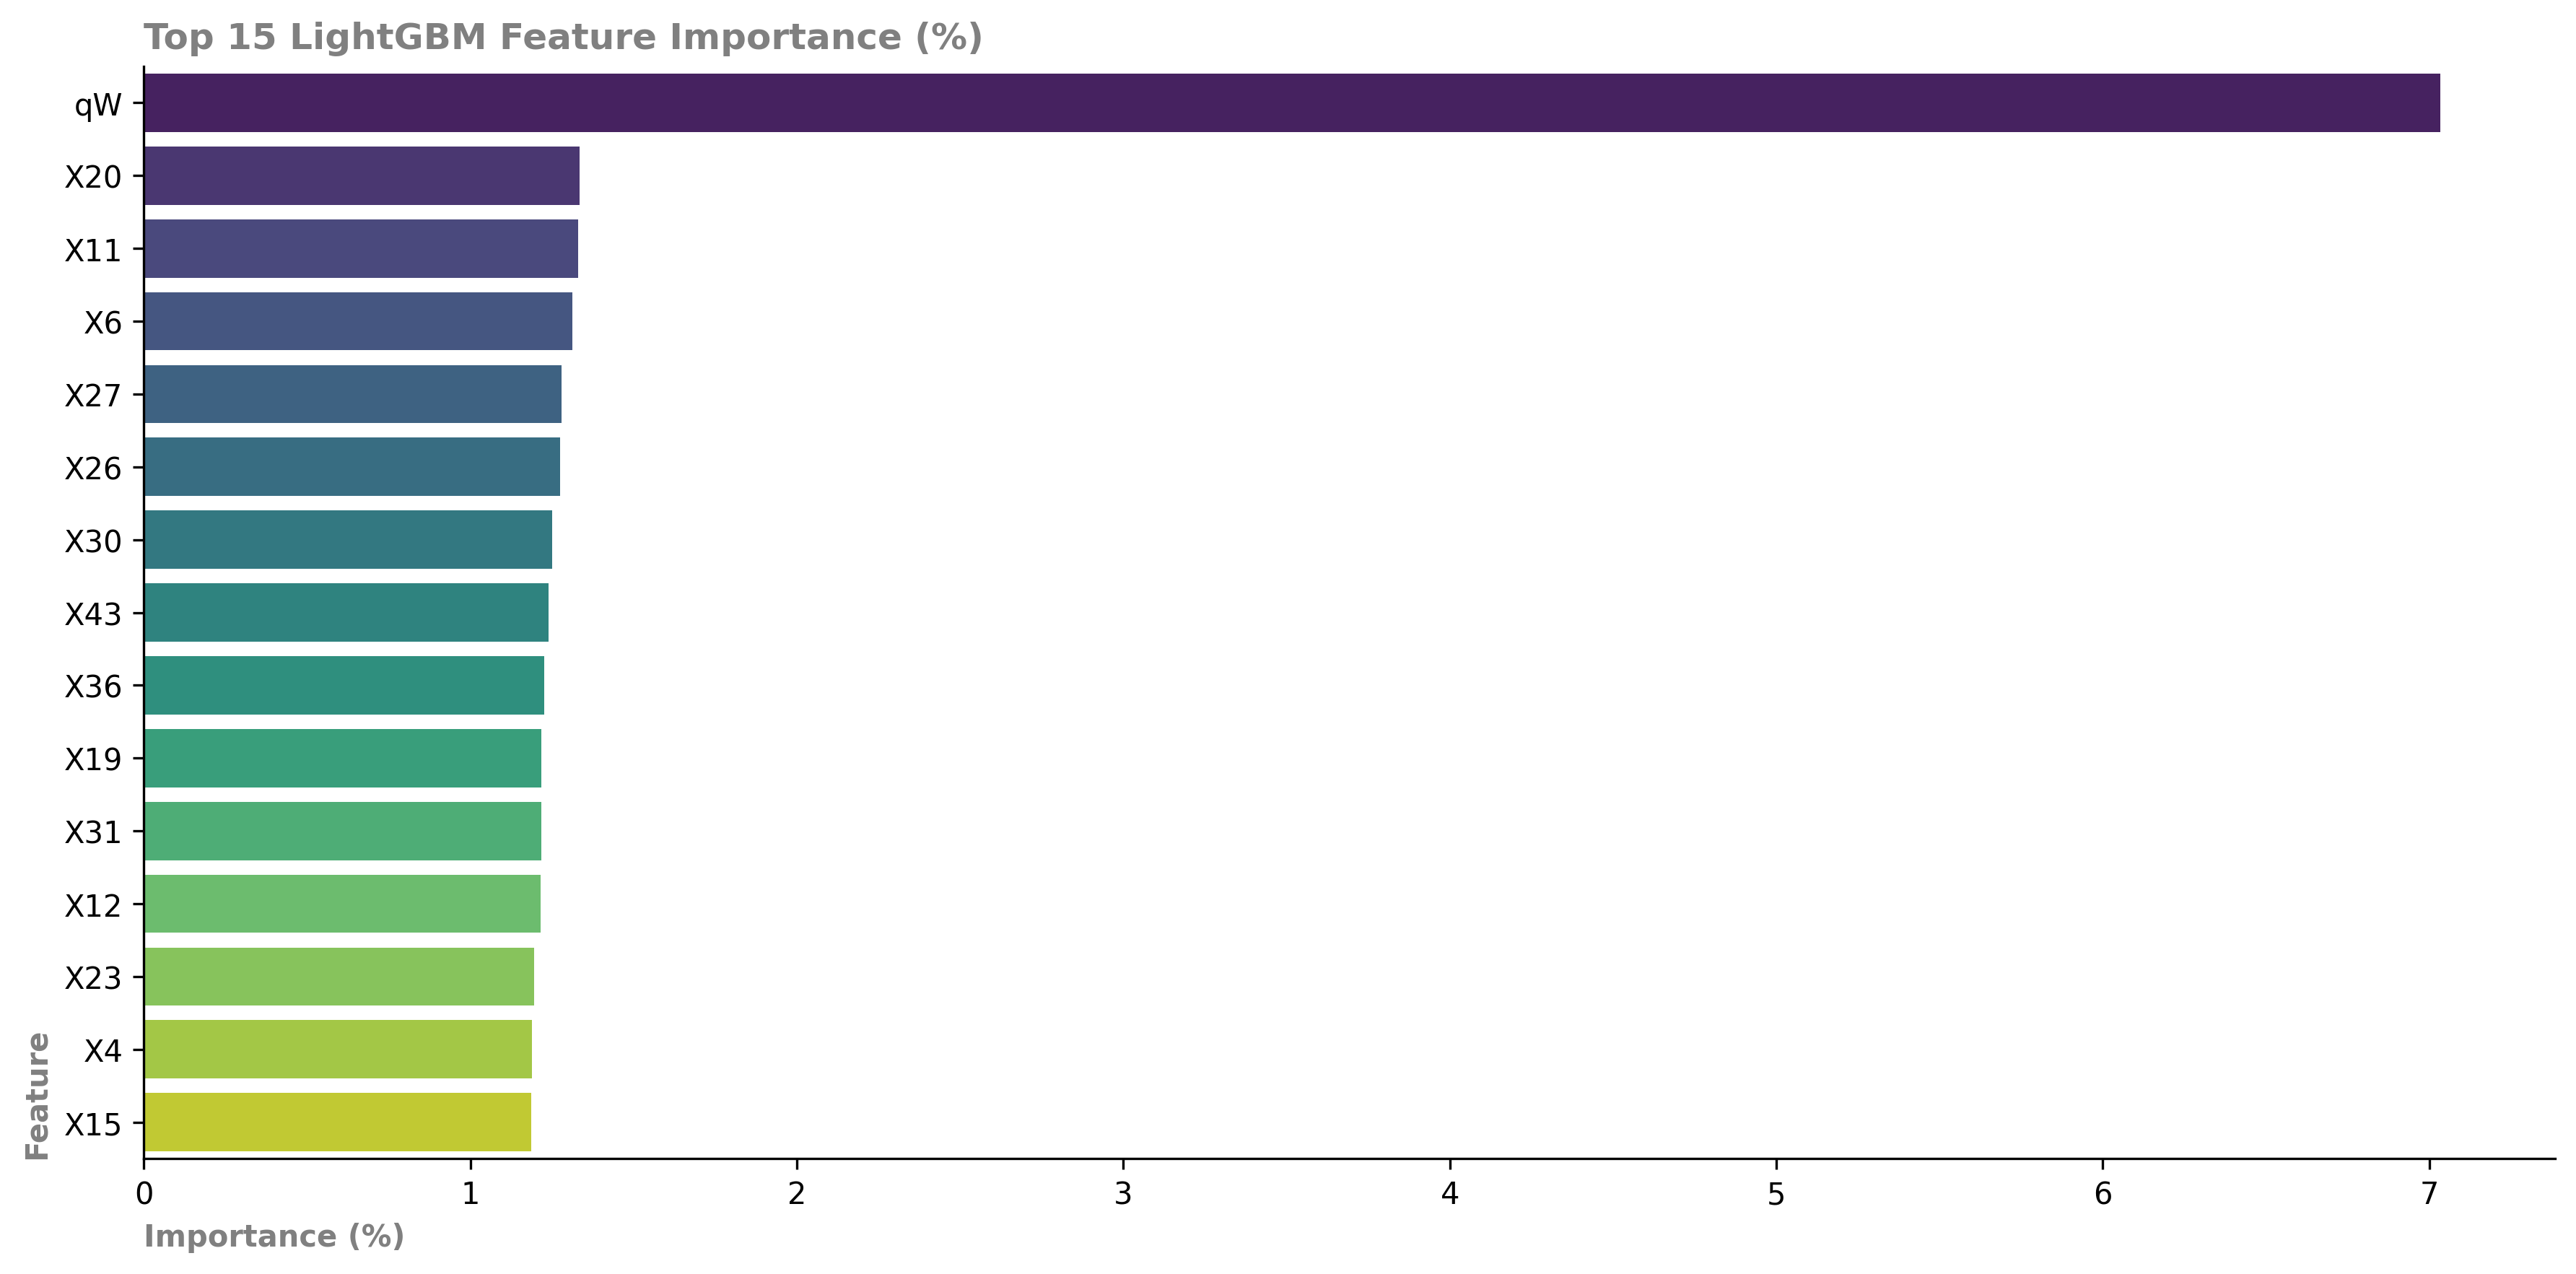 Top 15 LightGBM Feature Importance (%)
qW
X20
X11
X6
X27
X26
X30
X43
X36
X19
X31
X12
X23
X4
X15
Feature
0 1 2 3 4 5 6 7
Importance (%)